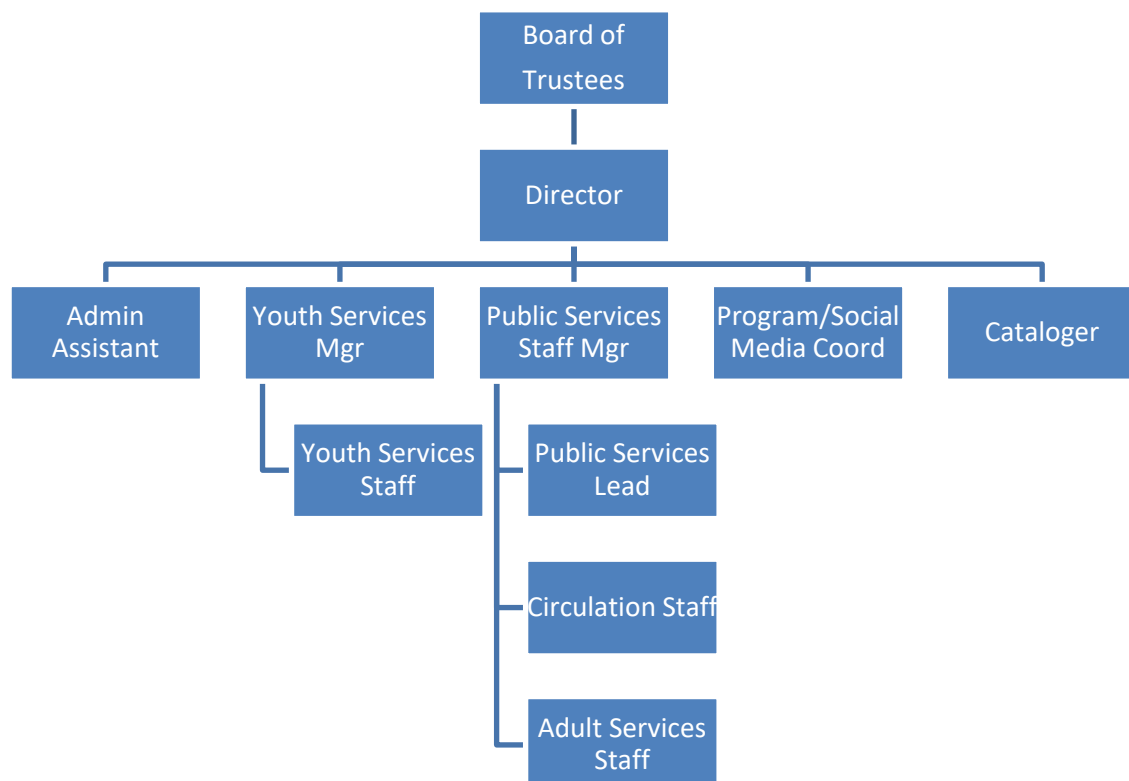 Board of
Trustees
Director
Admin
Assistant
Youth Services
Mgr
Public Services
Staff Mgr
Program/Social
Media Coord
Cataloger
Youth Services
Staff
Public Services
Lead
Circulation Staff
Adult Services
Staff